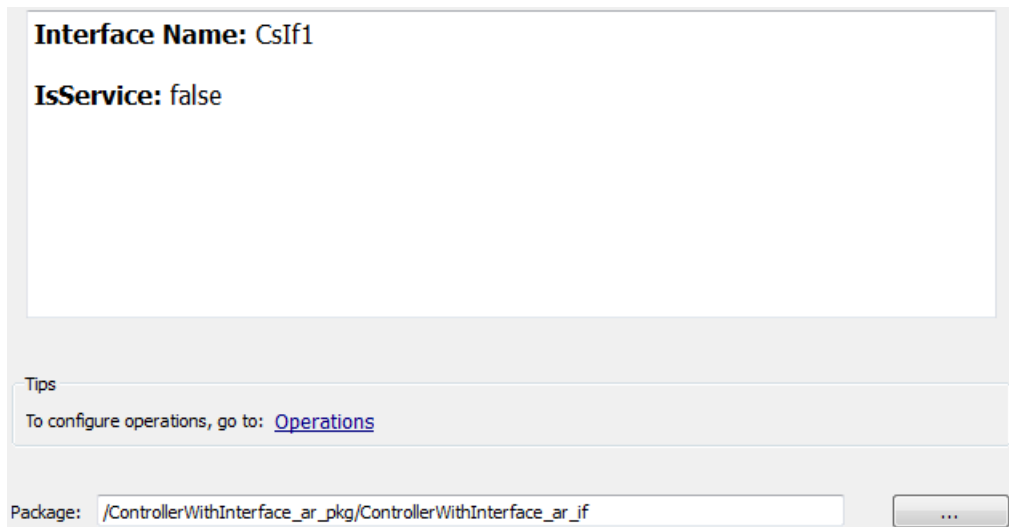 Interface Name: CsIf1
IsService: false
Tips
To configure operations, go to: Operations
Package: /ControllerWithInterface_ar_pkg/ControllerWithInterface_ar_if ...